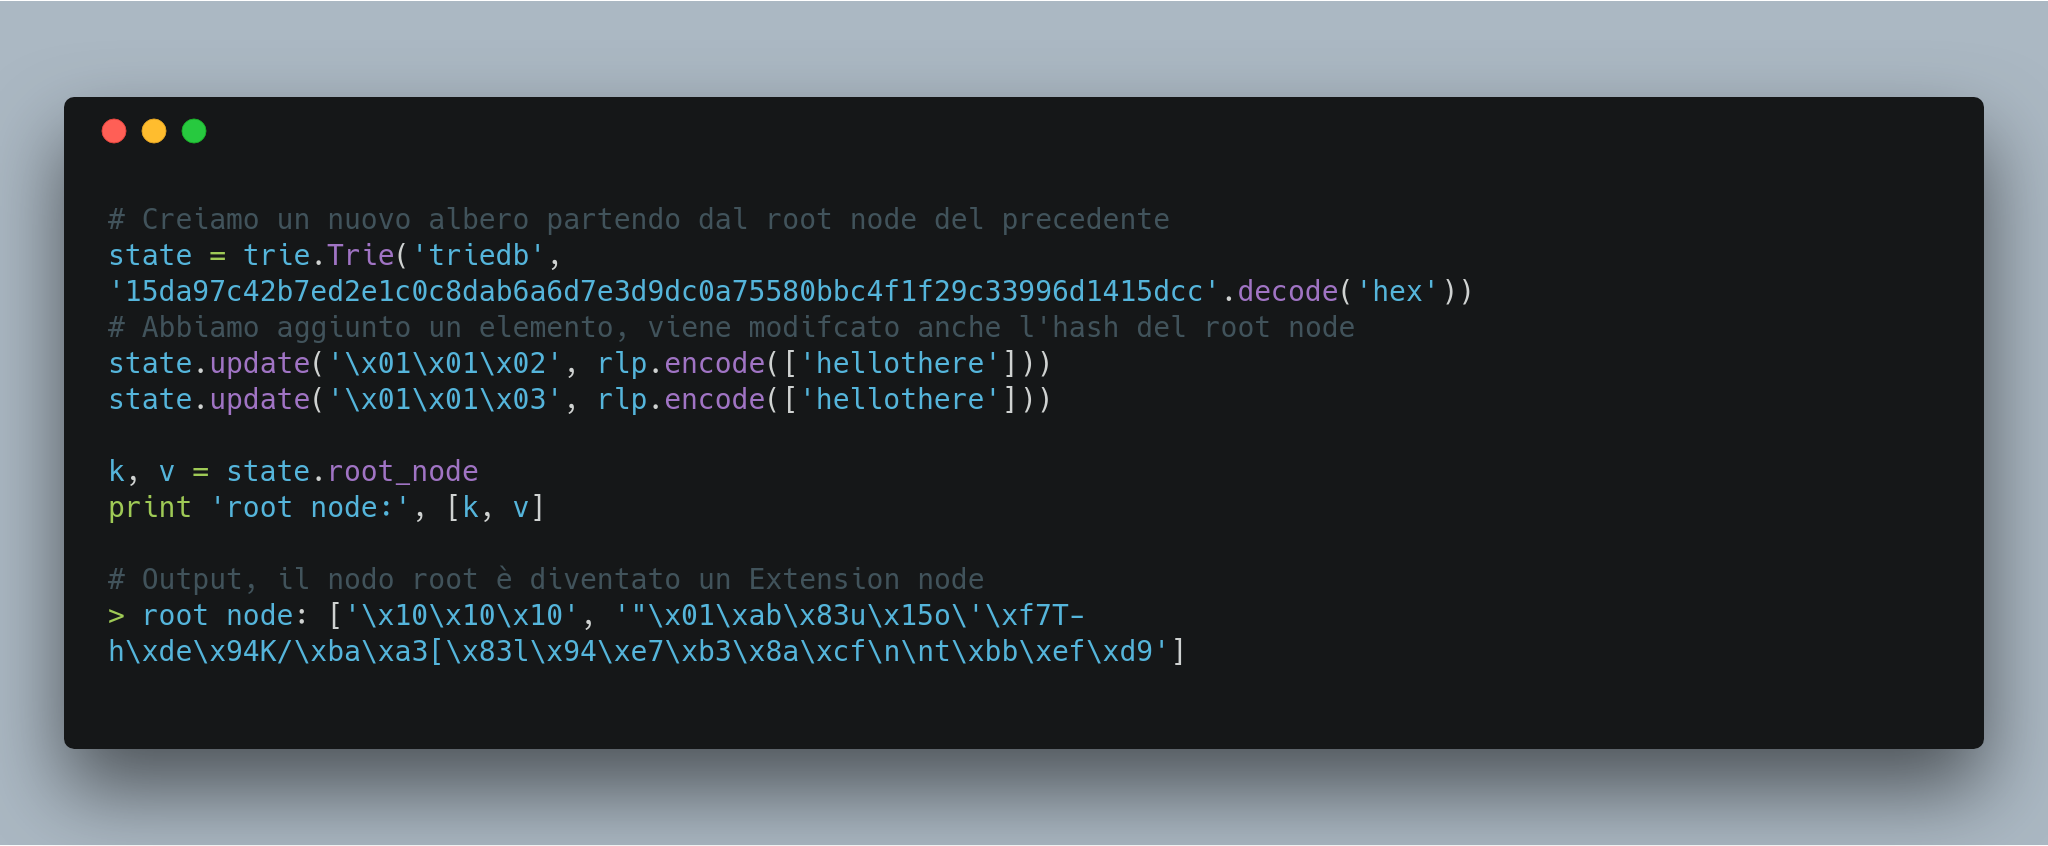 # Creiamo un nuovo albero partendo dal root node del precedente
state = trie.Trie('triedb',
'15da97c42b7ed2e1c0c8dab6a6d7e3d9dc0a75580bbc4f1f29c33996d1415dcc'.decode('hex'))
# Abbiamo aggiunto un elemento, viene modifcato anche l'hash del root node
state.update('\x01\x01\x02', rlp.encode(['hellothere']))
state.update('\x01\x01\x03', rlp.encode(['hellothere']))
k, v = state.root_node
print 'root node:', [k, v]
# Output, il nodo root è diventato un Extension node
> root node: ['\x10\x10\x10', '"\x01\xab\x83u\x15o\'\xf7T-
h\xde\x94K/\xba\xa3[\x83l\x94\xe7\xb3\x8a\xcf\n\nt\xbb\xef\xd9']